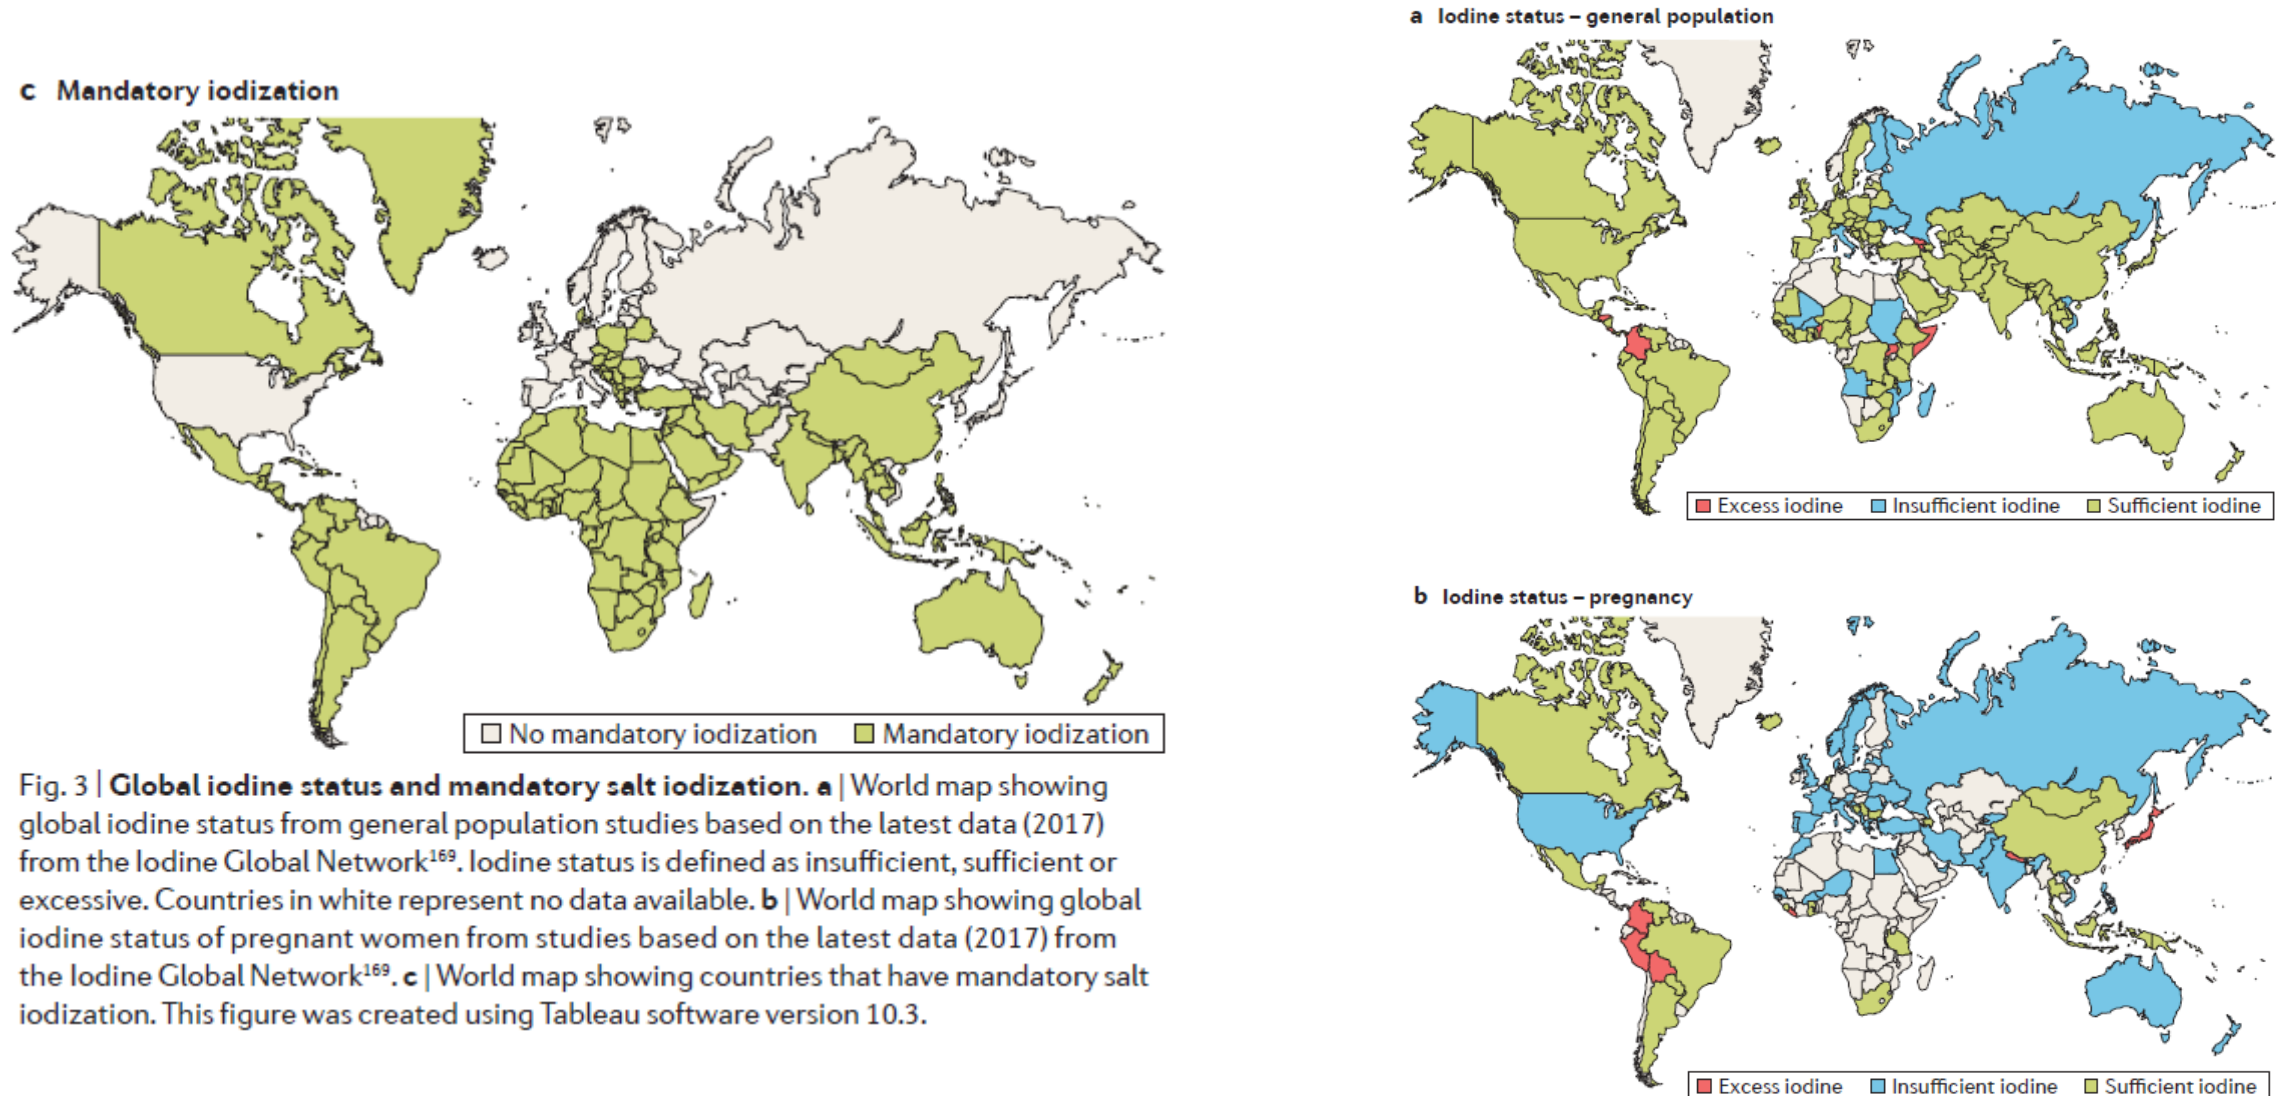 c Mandatory iodization
No mandatory iodization Mandatory iodization
Fig. 3 | Global iodine status and mandatory salt iodization. a | World map showing
global iodine status from general population studies based on the latest data (2017)
from the Iodine Global Network169. Iodine status is defined as insufficient, sufficient or
excessive. Countries in white represent no data available. b | World map showing global
iodine status of pregnant women from studies based on the latest data (2017) from
the Iodine Global Network169. c | World map showing countries that have mandatory salt
iodization. This figure was created using Tableau software version 10.3.
a Iodine status – general population
Excess iodine Insufficient iodine Sufficient iodine
b Iodine status – pregnancy
Excess iodine Insufficient iodine Sufficient iodine